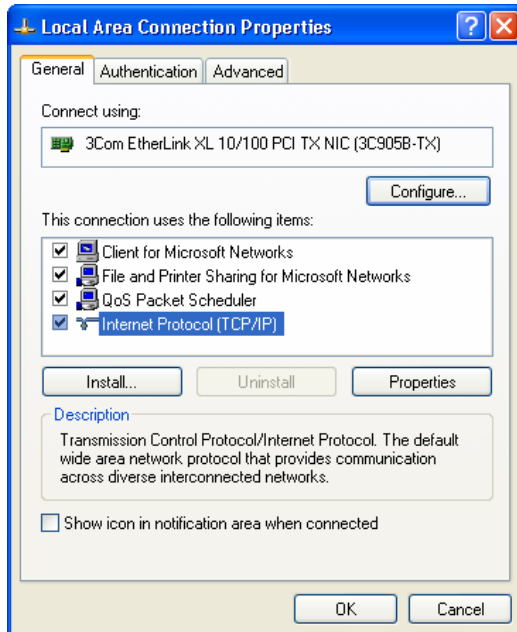 Local Area Connection Properties
General Authentication Advanced
Connect using:
3Com EtherLink XL 10/100 PCI TX NIC (3C905B-TX)
Configure...
This connection uses the following items:
Client for Microsoft Networks
File and Printer Sharing for Microsoft Networks
QoS Packet Scheduler
Internet Protocol (TCP/IP)
Install... Uninstall Properties
Description
Transmission Control Protocol/Internet Protocol. The default
wide area network protocol that provides communication
across diverse interconnected networks.
Show icon in notification area when connected
OK Cancel